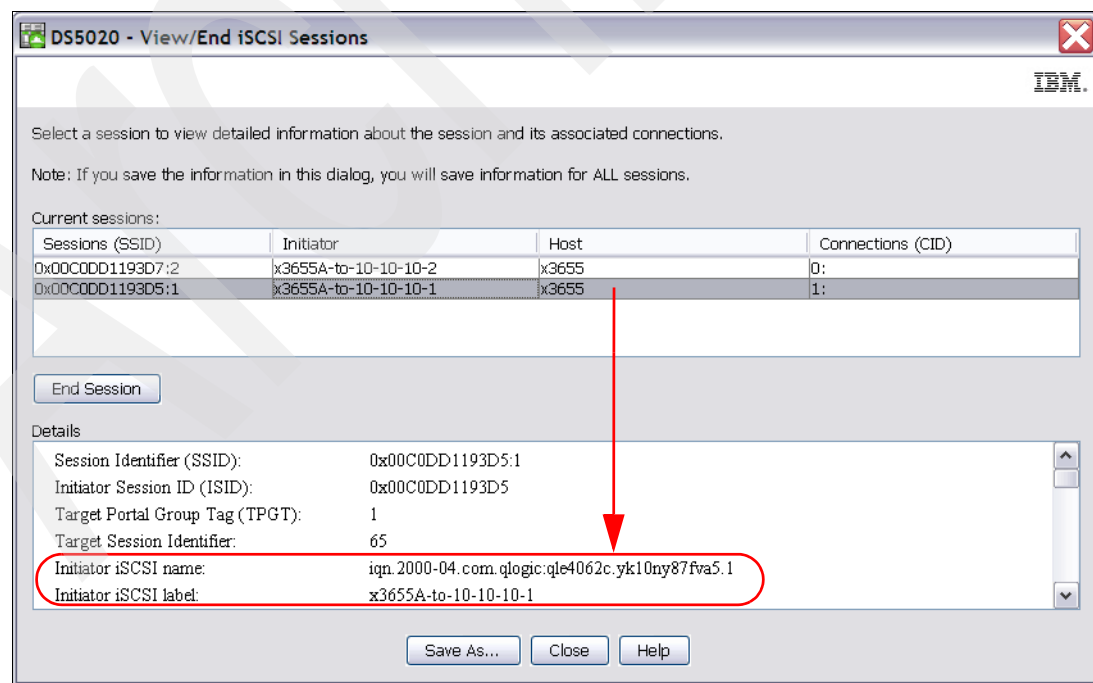 DS5020 - View/End iSCSI Sessions
IBM.
Select a session to view detailed information about the session and its associated connections.
Note: If you save the information in this dialog, you will save information for ALL sessions.
Current sessions:
Sessions (SSID) Initiator Host Connections (CID)
0x00C0DD1193D7:2 x3655A-to-10-10-10-2 x3655 0:
0x00C0DD1193D5:1 x3655A-to-10-10-10-1 x3655 1:
End Session
Details
Session Identifier (SSID): 0x00C0DD1193D5:1
Initiator Session ID (ISID): 0x00C0DD1193D5
Target Portal Group Tag (TPGT): 1
Target Session Identifier: 65
Initiator iSCSI name: iqn.2000-04.com.qlogic:qle4062c.yk10ny87fva5.1
Initiator iSCSI label: x3655A-to-10-10-10-1
Save As... Close Help